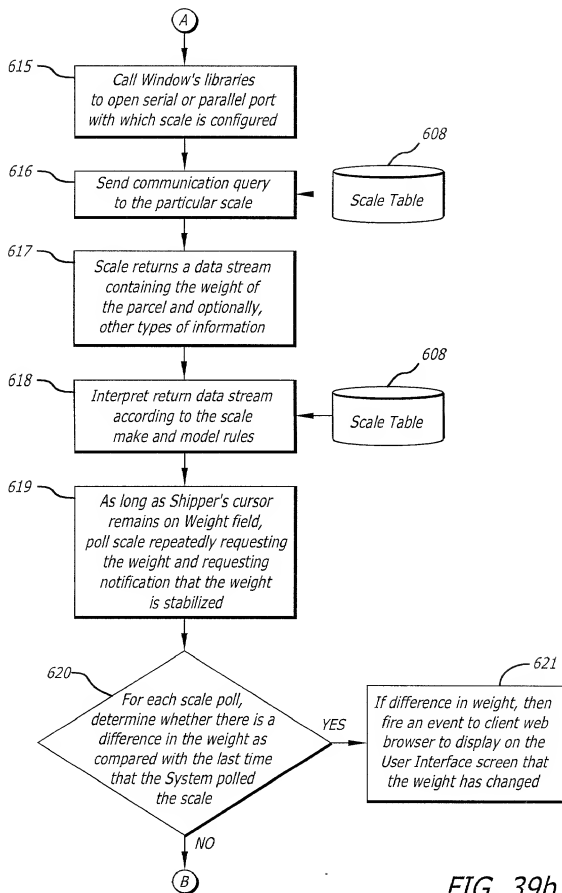 A
615
Call Window's libraries
to open serial or parallel port
with which scale is configured
616
Send communication query
to the particular scale
608
Scale Table
617
Scale returns a data stream
containing the weight of
the parcel and optionally,
other types of information
618
Interpret return data stream
according to the scale
make and model rules
608
Scale Table
619
As long as Shipper's cursor
remains on Weight field,
poll scale repeatedly requesting
the weight and requesting
notification that the weight
is stabilized
620
For each scale poll,
determine whether there is a
difference in the weight as
compared with the last time
that the System polled
the scale
YES
621
If difference in weight, then
fire an event to client web
browser to display on the
User Interface screen that
the weight has changed
NO
B
FIG. 39b